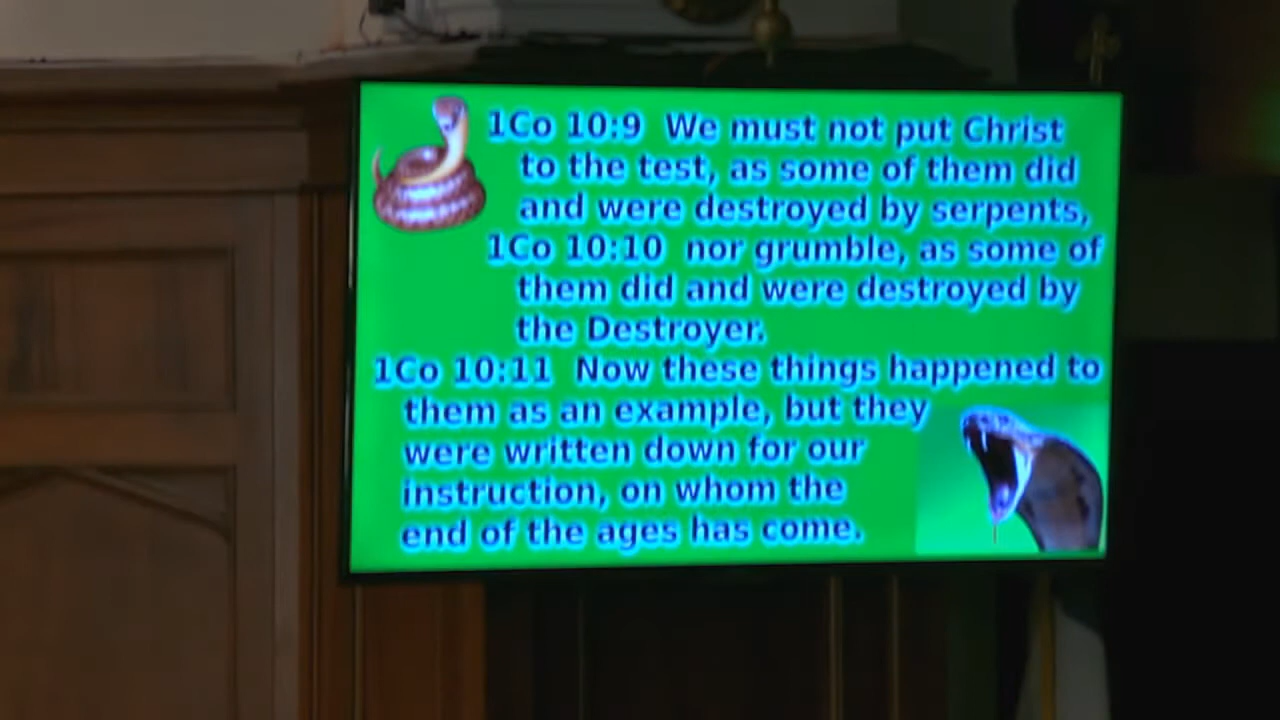 1Co 10:9 We must not put Christ
to the test, as some of them did
and were destroyed by serpents,
1Co 10:10 nor grumble, as some of
them did and were destroyed by
the Destroyer.
1Co 10:11 Now these things happened to
them as an example, but they
were written down for our
instruction, on whom the
end of the ages has come.